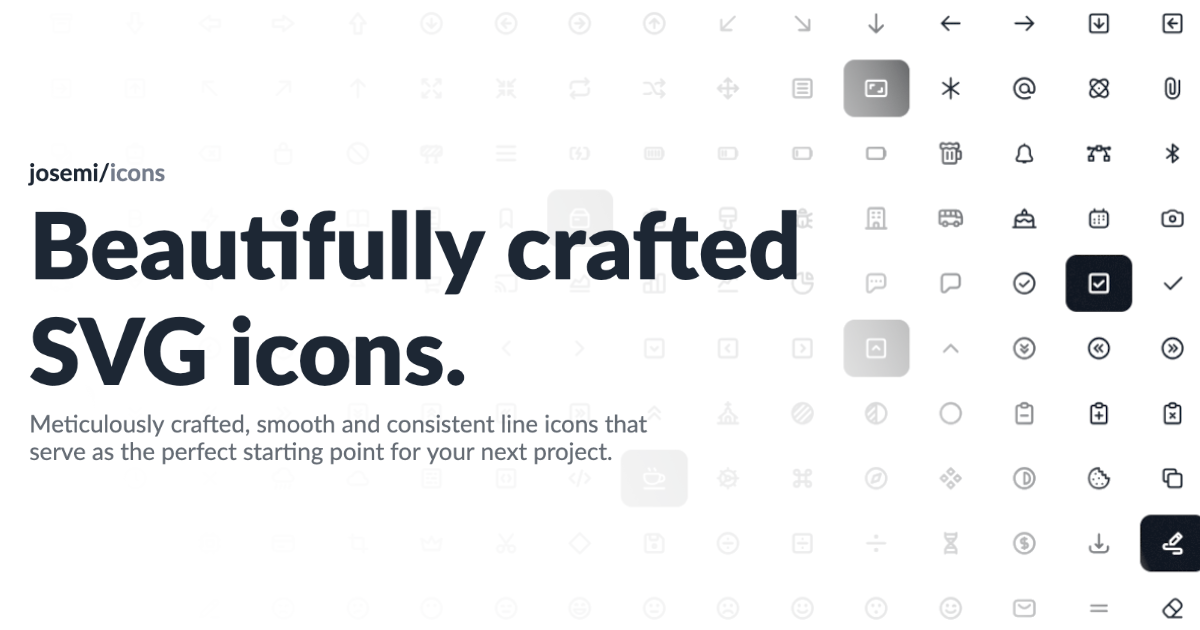 josemi/icons
Beautifully crafted
SVG icons.
Meticulously crafted, smooth and consistent line icons that
serve as the perfect starting point for your next project.